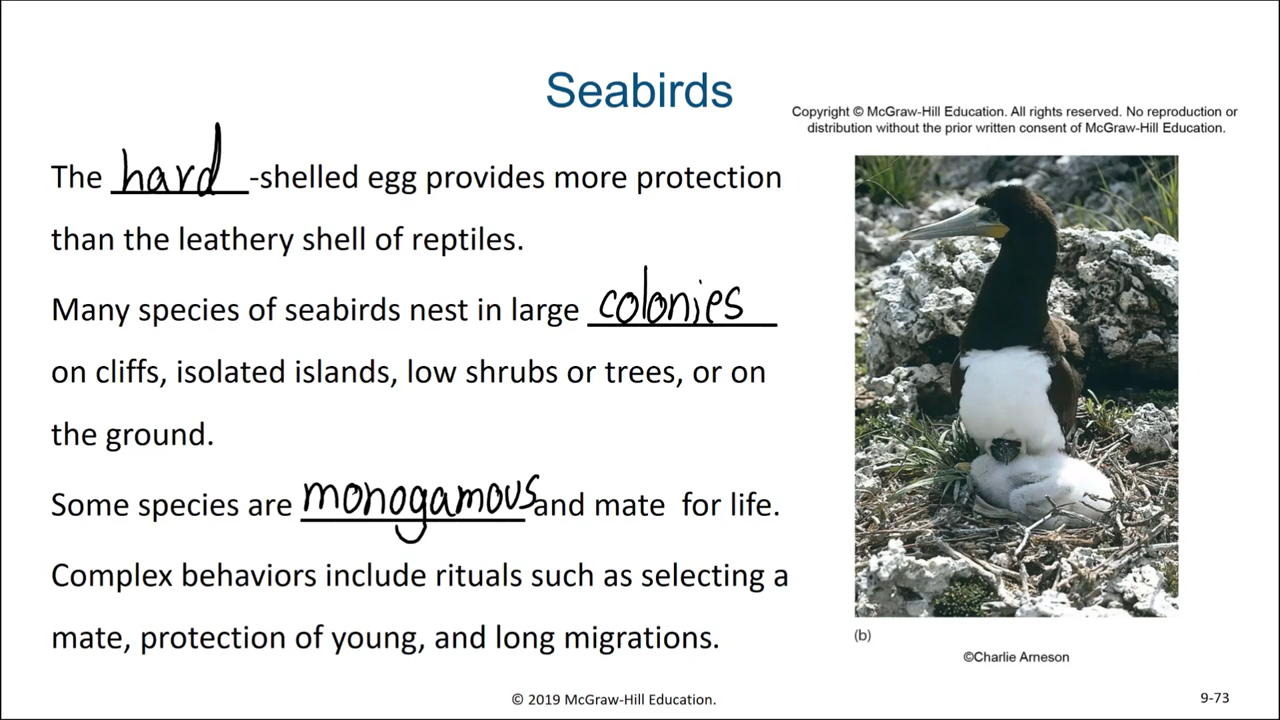 Seabirds
Copyright © McGraw-Hill Education. All rights reserved. No reproduction or
distribution without the prior written consent of McGraw-Hill Education.
The hard-shelled egg provides more protection
than the leathery shell of reptiles.
Many species of seabirds nest in large colonies
on cliffs, isolated islands, low shrubs or trees, or on
the ground.
Some species are monogamous and mate for life.
Complex behaviors include rituals such as selecting a
mate, protection of young, and long migrations.
(b)
©Charlie Arneson
© 2019 McGraw-Hill Education.
9-73